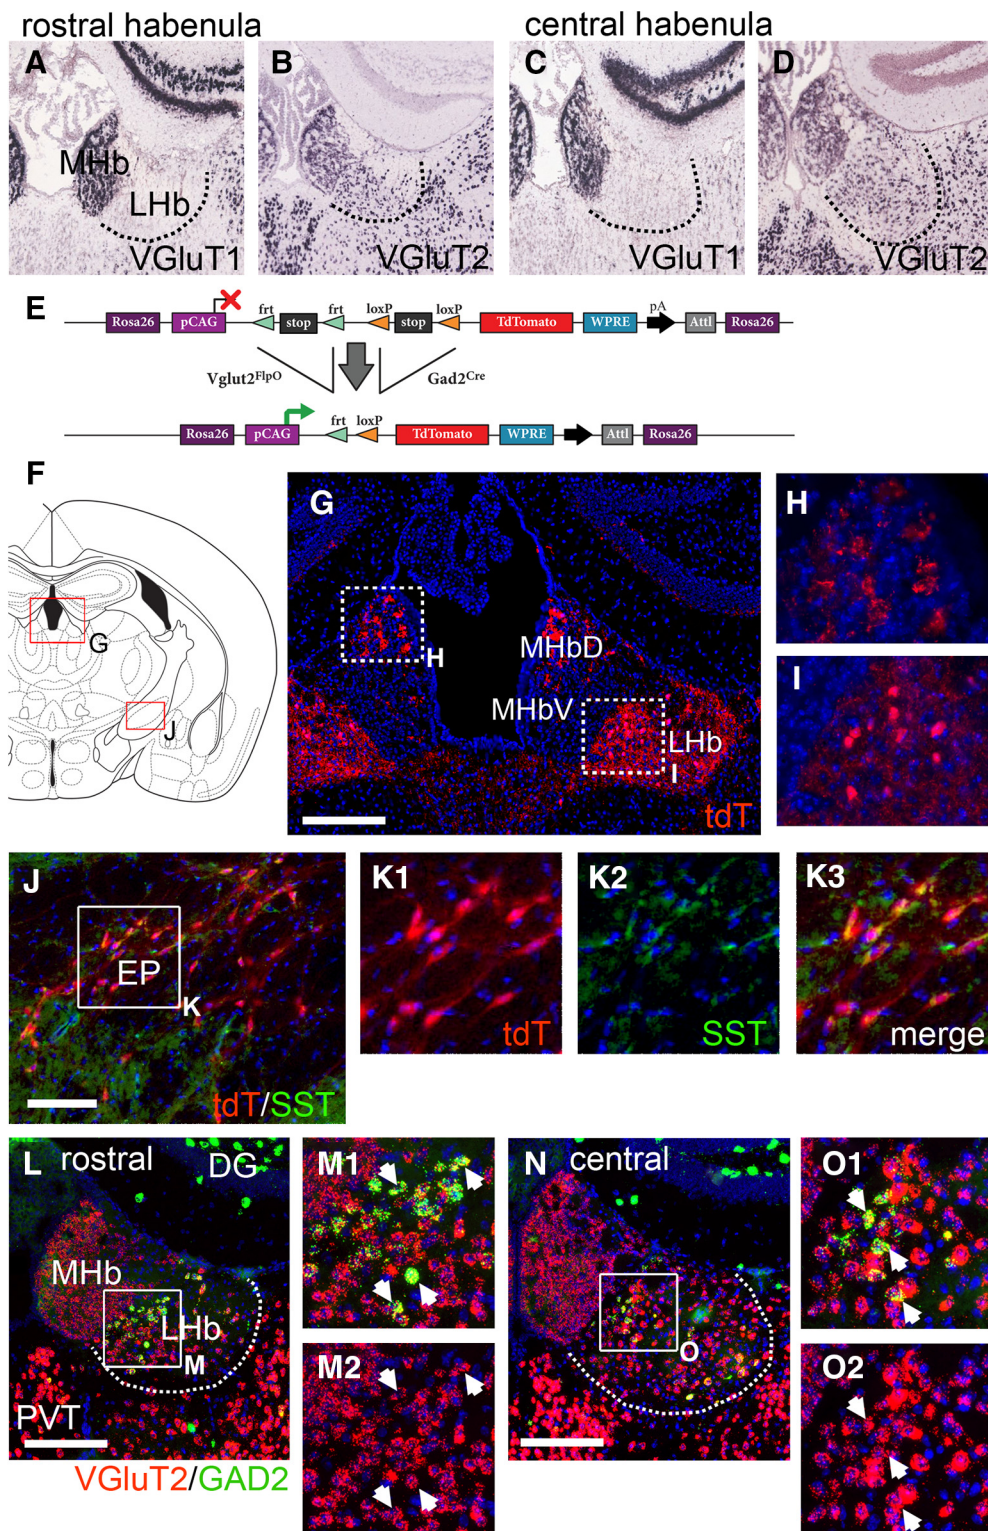 rostral habenula
central habenula
A
B
C
D
MHb
LHb
VGluT1
VGluT2
VGluT1
VGluT2
E
pA
frt
frt
loxP
loxP
Rosa26
pCAG
stop
stop
TdTomato
WPRE
Attl
Rosa26
Vglut2FlpO
Gad2Cre
frt
loxP
Rosa26
pCAG
TdTomato
WPRE
Attl
Rosa26
F
G
J
G
H
MHbD
MHbV
LHb
I
tdT
H
I
J
EP
K
tdT/SST
K1
tdT
K2
SST
K3
merge
L
rostral
DG
MHb
LHb
M
PVT
VGluT2/GAD2
M1
M2
N
central
O
O1
O2